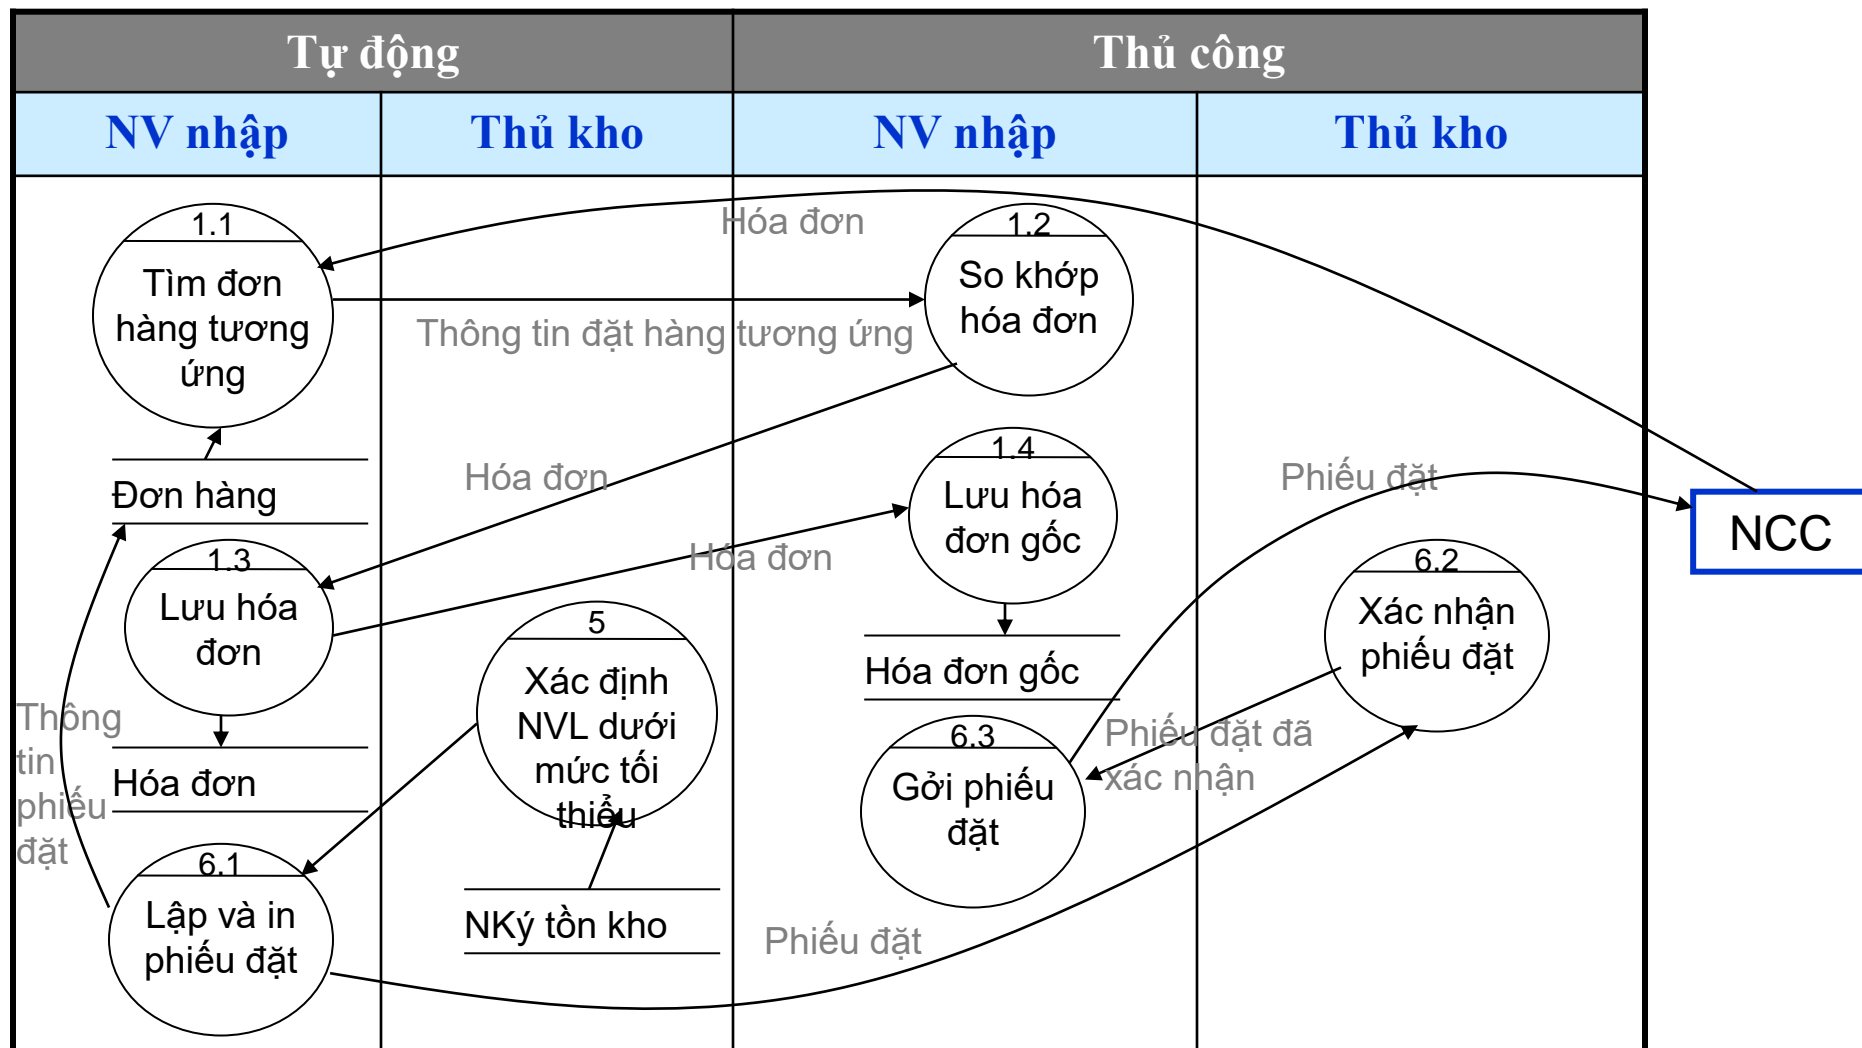 Tự động
Thủ công
NV nhập
Thủ kho
NV nhập
Thủ kho
1.1
Tìm đơn
hàng tương
ứng
Hóa đơn
1.2
So khớp
hóa đơn
Thông tin đặt hàng tương ứng
Đơn hàng
Hóa đơn
1.4
Lưu hóa
đơn gốc
Phiếu đặt
NCC
1.3
Lưu hóa
đơn
Hóa đơn
5
Xác định
NVL dưới
mức tối
thiểu
Hóa đơn gốc
6.2
Xác nhận
phiếu đặt
Thông
tin
phiếu
đặt
Hóa đơn
6.3
Gởi phiếu
đặt
Phiếu đặt đã
xác nhận
6.1
Lập và in
phiếu đặt
NKý tồn kho
Phiếu đặt